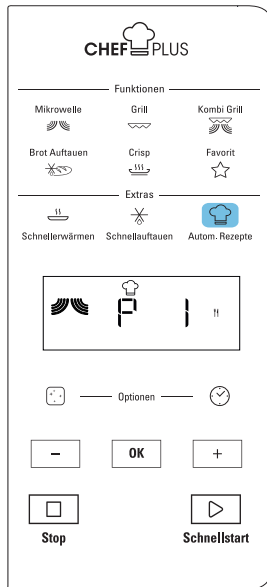 CHEF PLUS
Funktionen
Mikrowelle Grill Kombi Grill
Brot Auftauen Crisp Favorit
Extras
Schnellerwärmen Schnellauftauen Autom. Repte
P 1
Optionen
− OK +
Stop Schnellstart